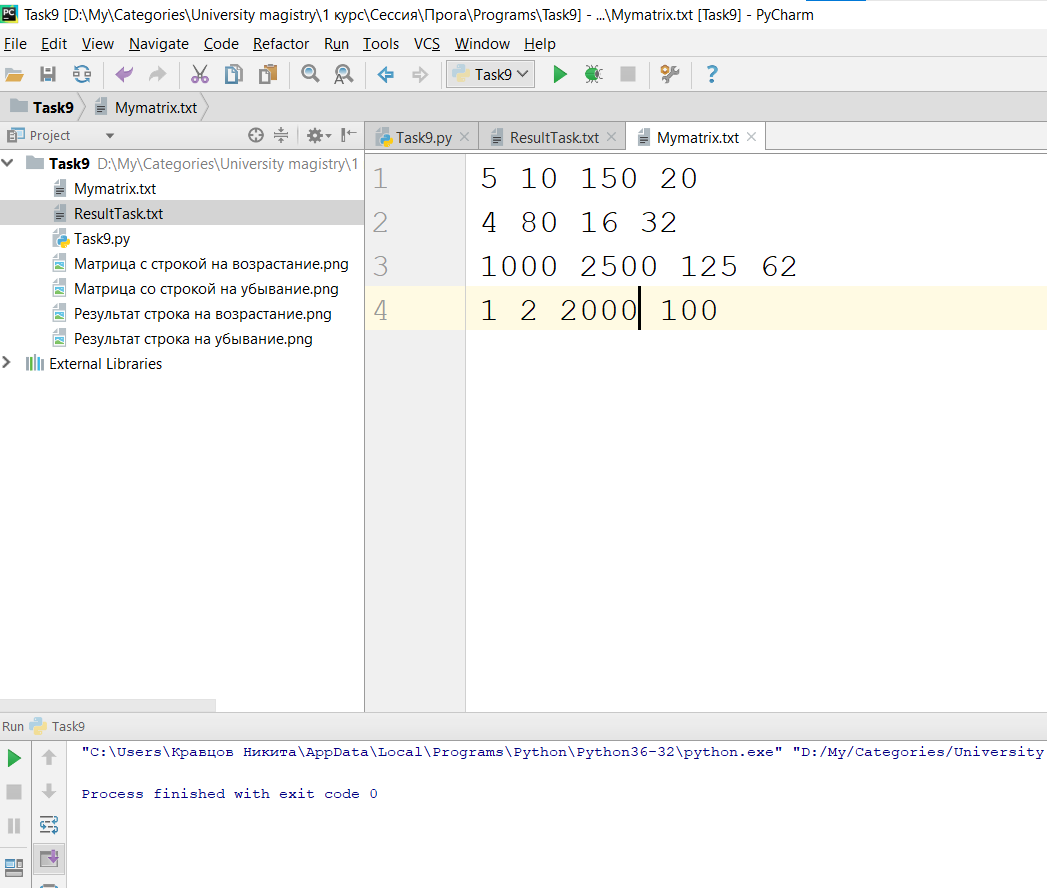 PC Task9 [D:\My\Categories\University magistry\1 курс\Сессия\Прога\Programs\Task9] - ...\Mymatrix.txt [Task9] - PyCharm
File Edit View Navigate Code Refactor Run Tools VCS Window Help
Task9
Task9 Mymatrix.txt
Project Task9.py ResultTask.txt Mymatrix.txt
Task9 D:\My\Categories\University magistry\1
Mymatrix.txt
ResultTask.txt
Task9.py
Матрица с строкой на возрастание.png
Матрица со строкой на убывание.png
Результат строка на возрастание.png
Результат строка на убывание.png
External Libraries
1 5 10 150 20
2 4 80 16 32
3 1000 2500 125 62
4 1 2 2000 100
Run Task9
"C:\Users\Кравцов Никита\AppData\Local\Programs\Python\Python36-32\python.exe" "D:/My/Categories/University
Process finished with exit code 0